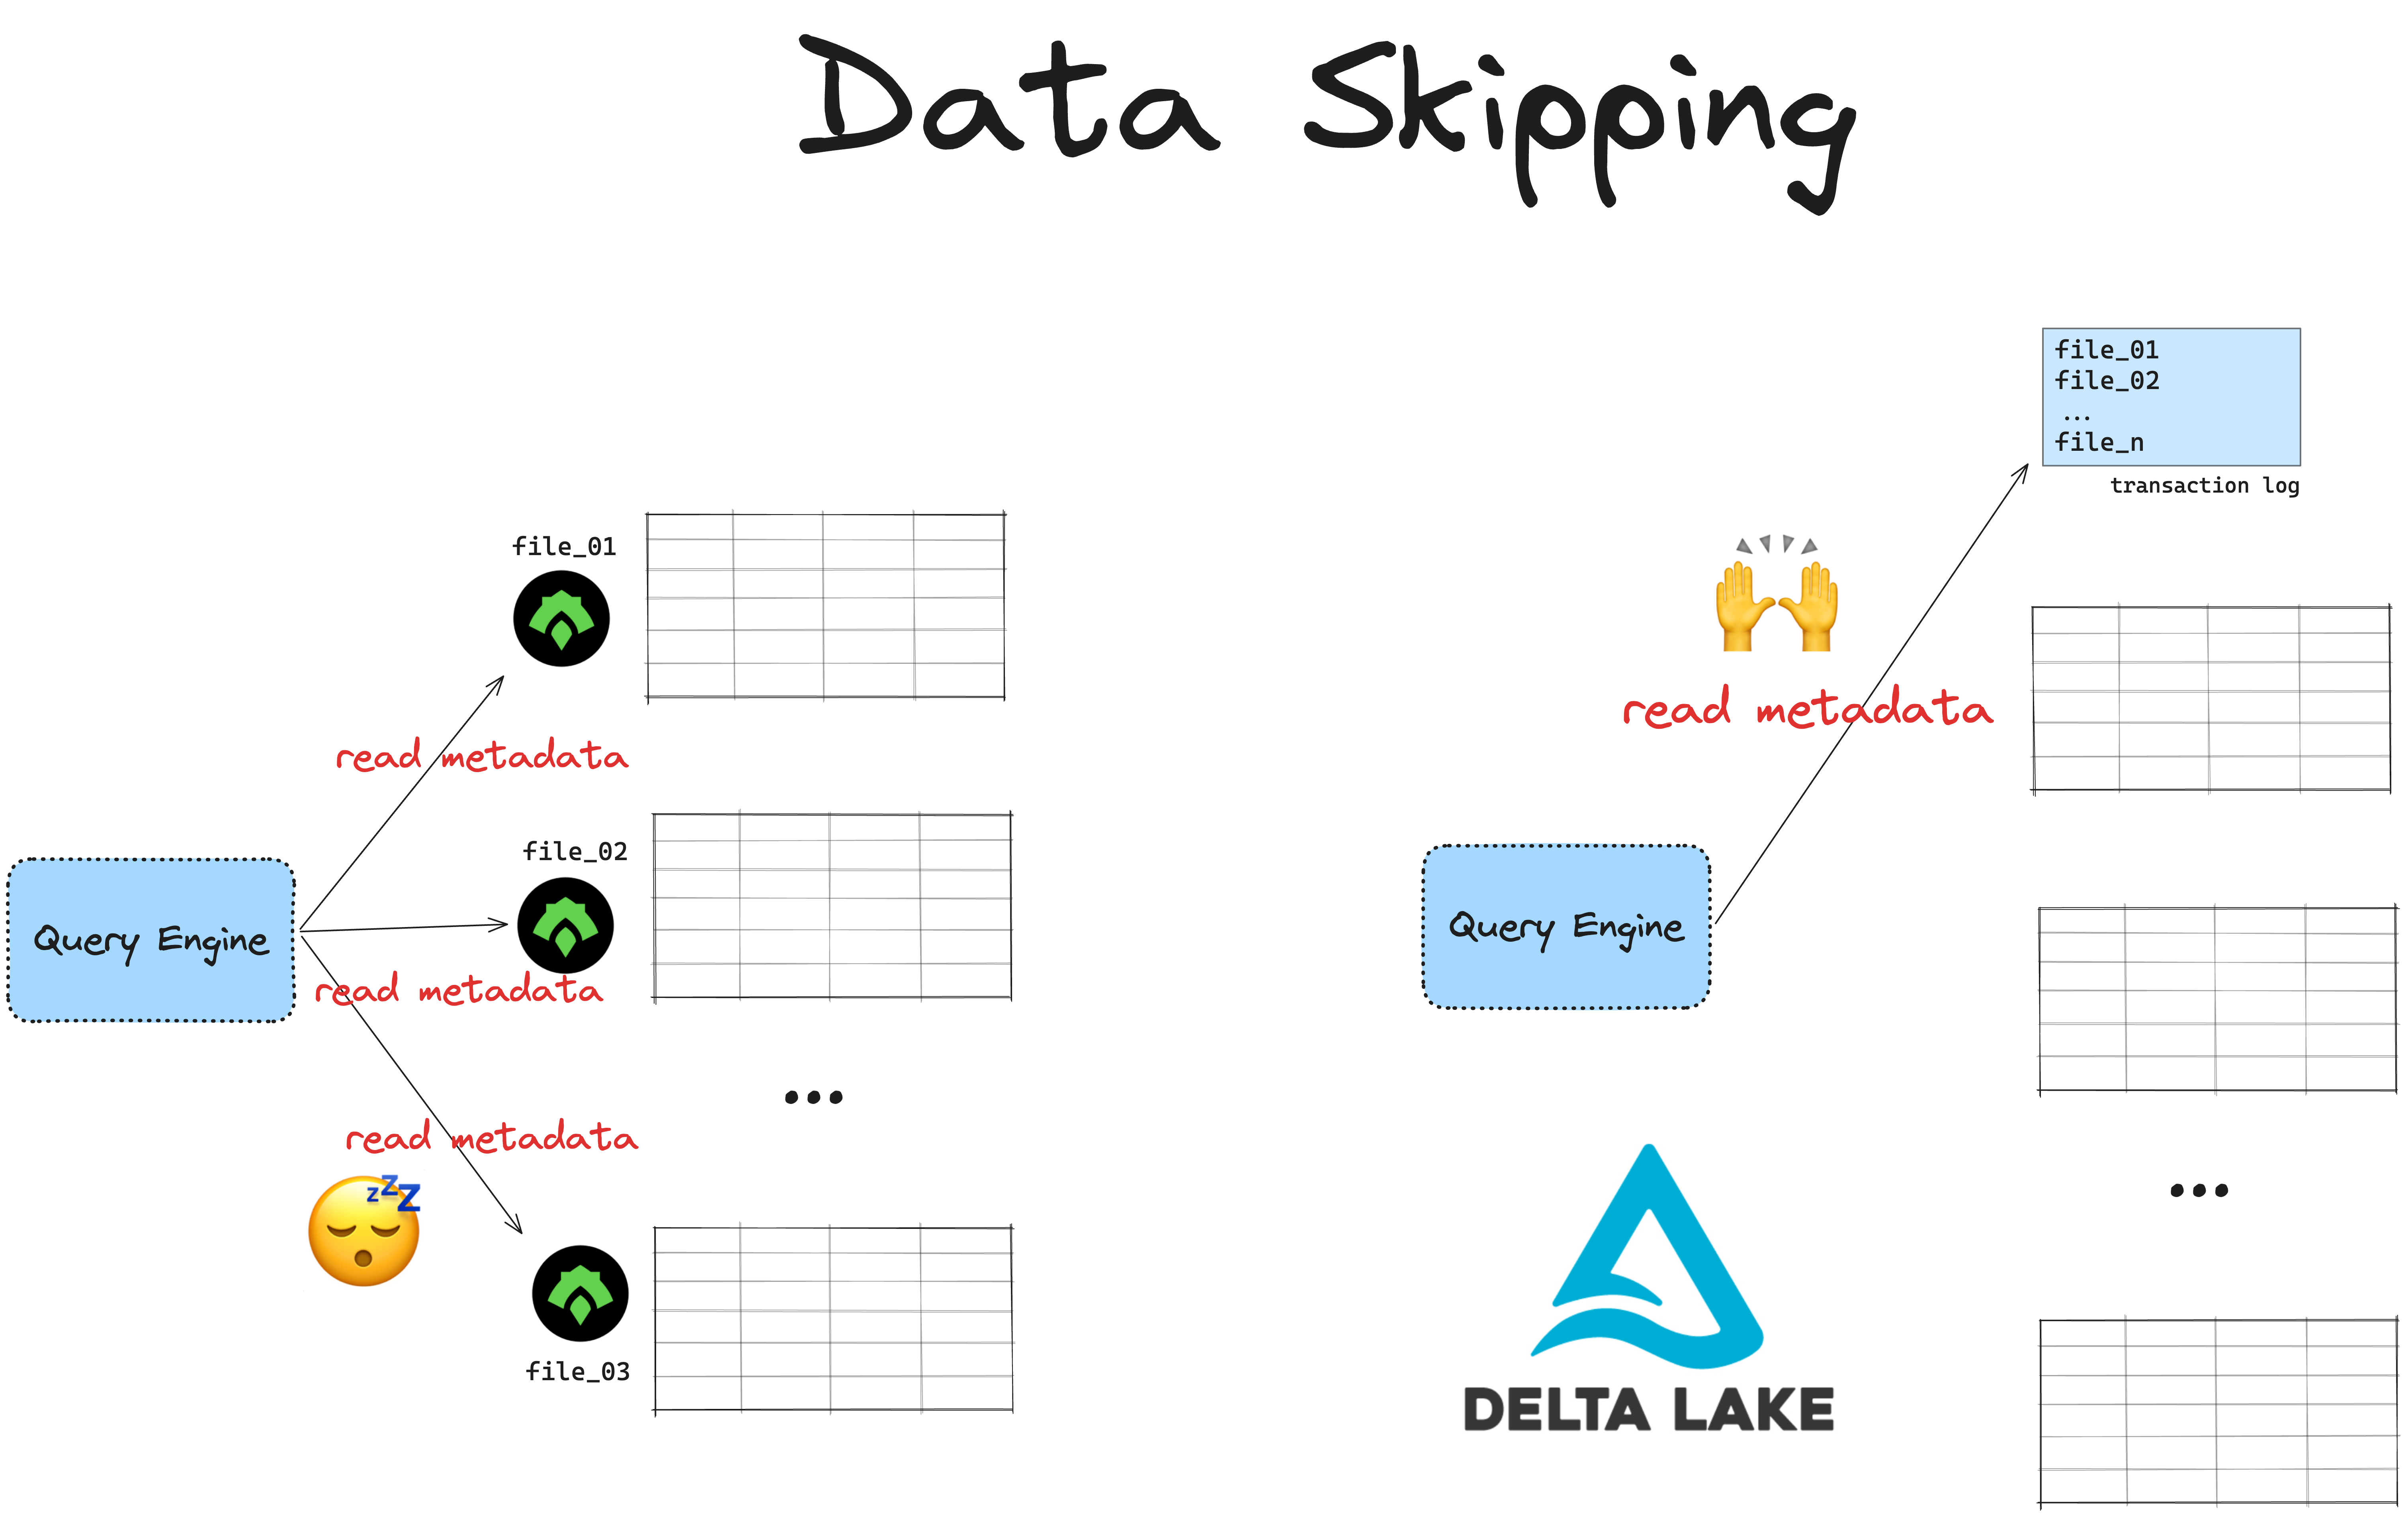 Data Skipping
file_01
read metadata
file_02
Query Engine
read metadata
...
read metadata
zzZ
file_03
file_01
file_02
...
file_n
transaction log
read metadata
Query Engine
...
DELTA LAKE